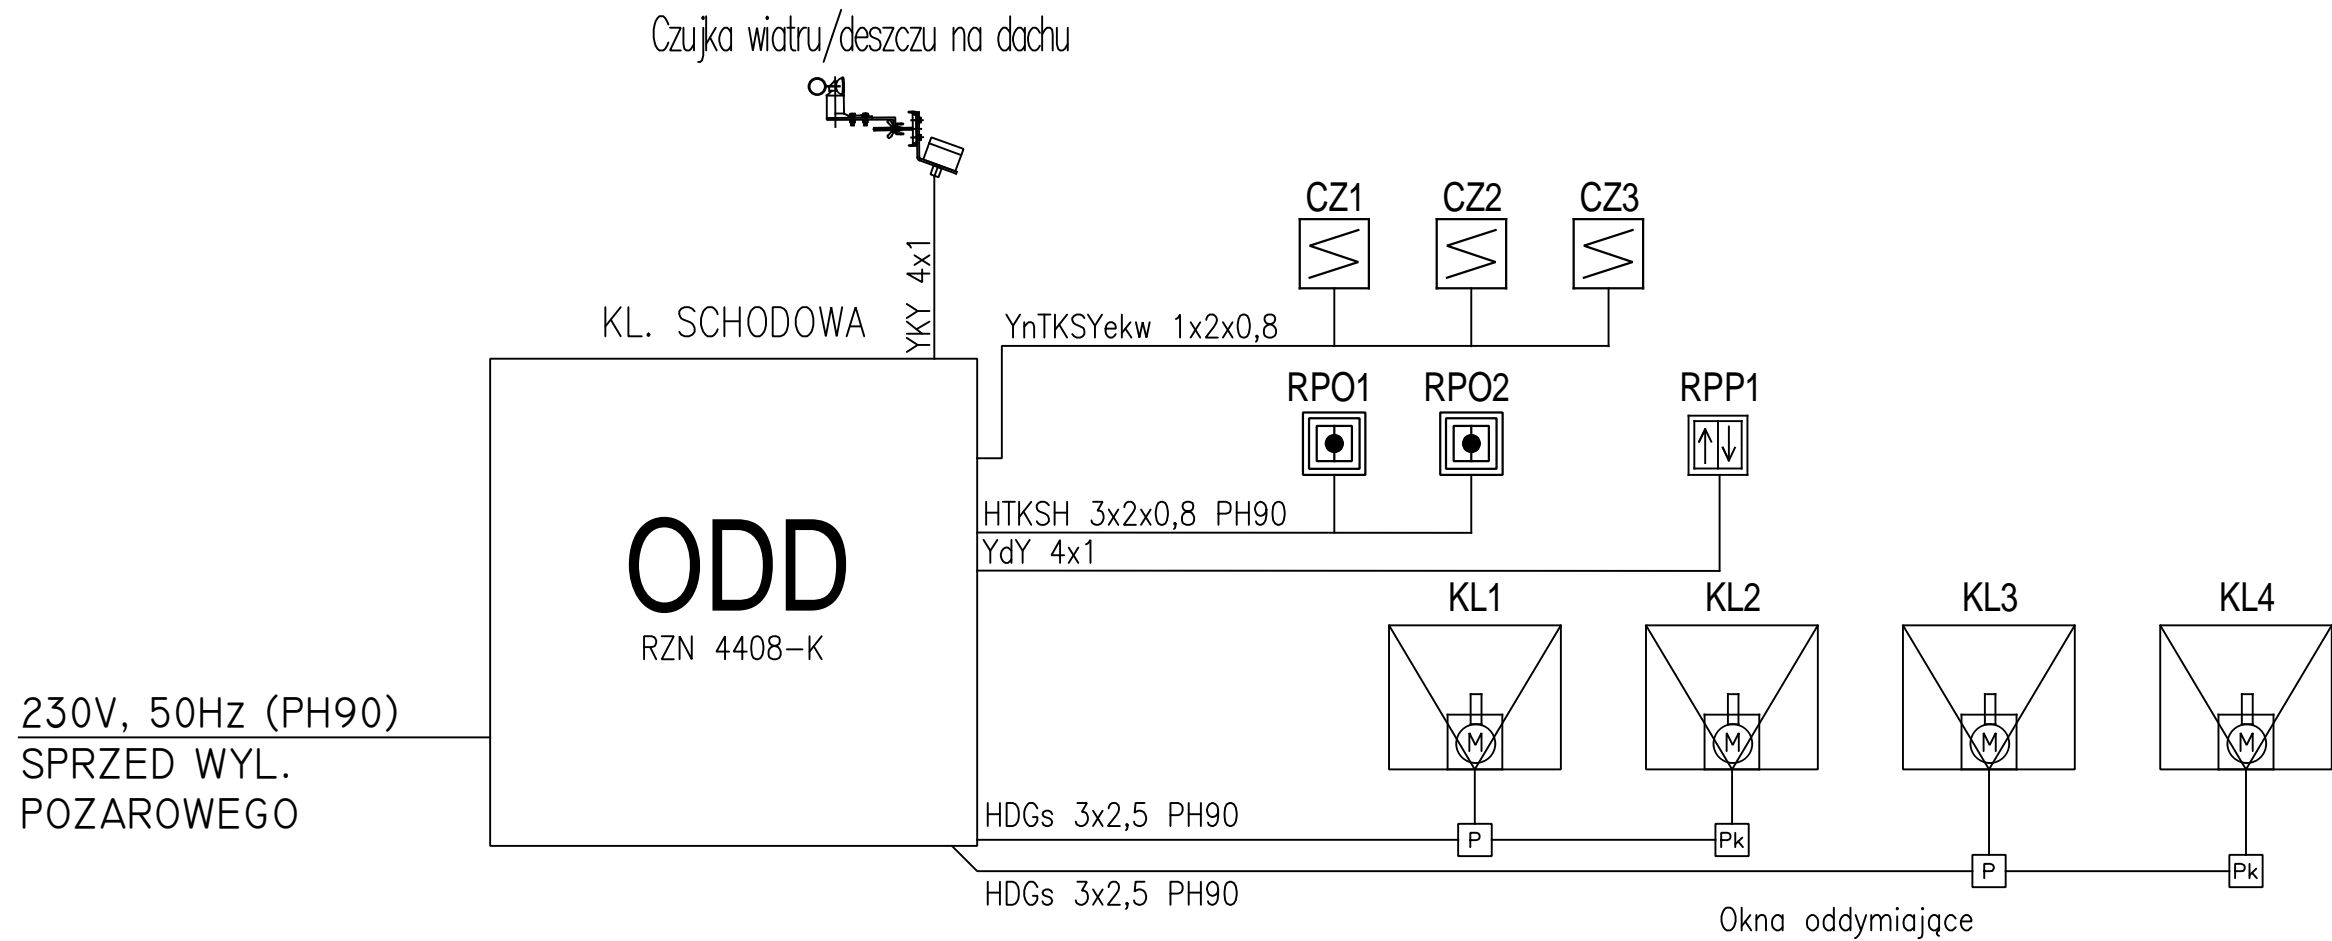 Czujka wiatru/deszczu na dachu
YKY 4x1
KL. SCHODOWA
CZ1 CZ2 CZ3
YnTKSYekw 1x2x0,8
RPO1 RPO2 RPP1
HTKSH 3x2x0,8 PH90
YdY 4x1
ODD
RZN 4408-K
KL1 KL2 KL3 KL4
M M M M
230V, 50Hz (PH90)
SPRZED WYL.
POZAROWEGO
HDGs 3x2,5 PH90
P Pk
P Pk
HDGs 3x2,5 PH90
Okna oddymiające